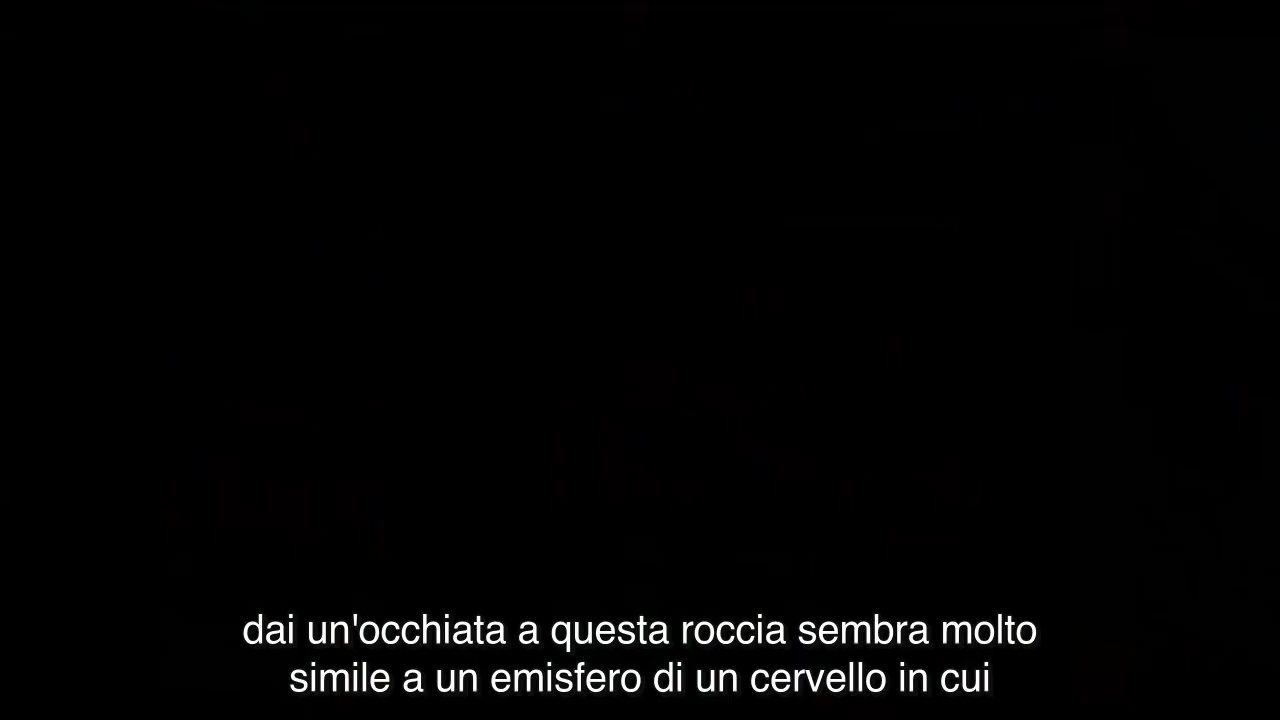 dai un'occhiata a questa roccia sembra molto
simile a un emisfero di un cervello in cui